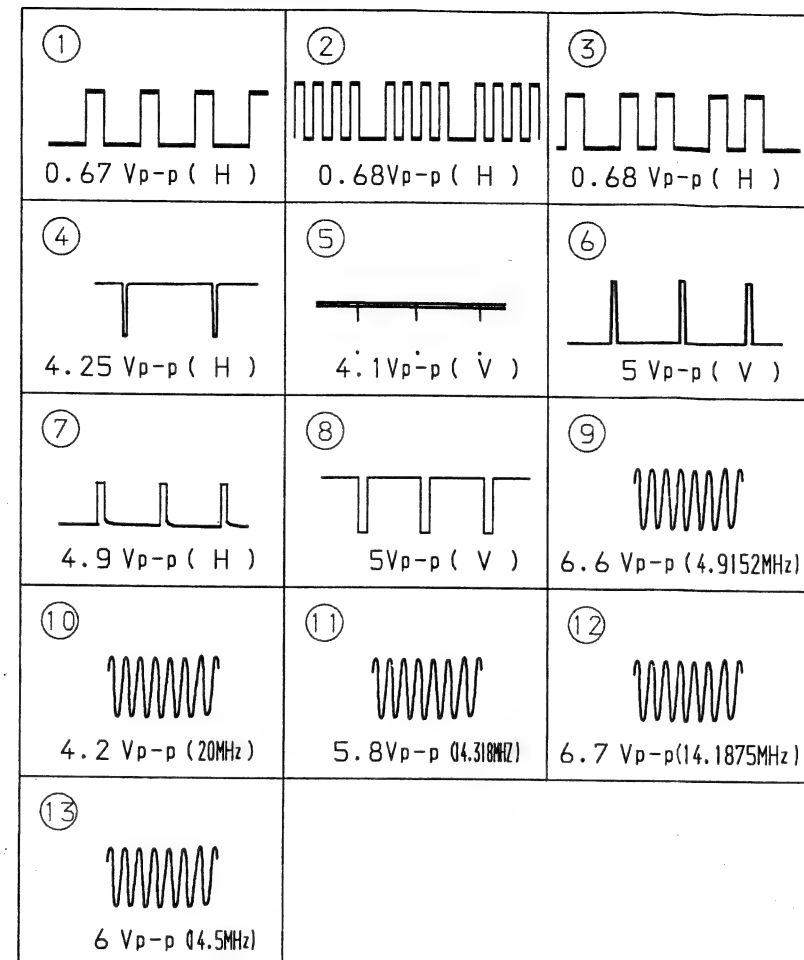 ① ② ③
0.67 Vp-p ( H ) 0.68Vp-p ( H ) 0.68 Vp-p ( H )
④ ⑤ ⑥
4.25 Vp-p ( H ) 4.1Vp-p ( V ) 5 Vp-p ( V )
⑦ ⑧ ⑨
4.9 Vp-p ( H ) 5Vp-p ( V ) 6.6 Vp-p (4.9152MHz)
⑩ ⑪ ⑫
4.2 Vp-p (20MHz) 5.8Vp-p (14.318MHZ) 6.7 Vp-p(14.1875MHz)
⑬
6 Vp-p (14.5MHz)